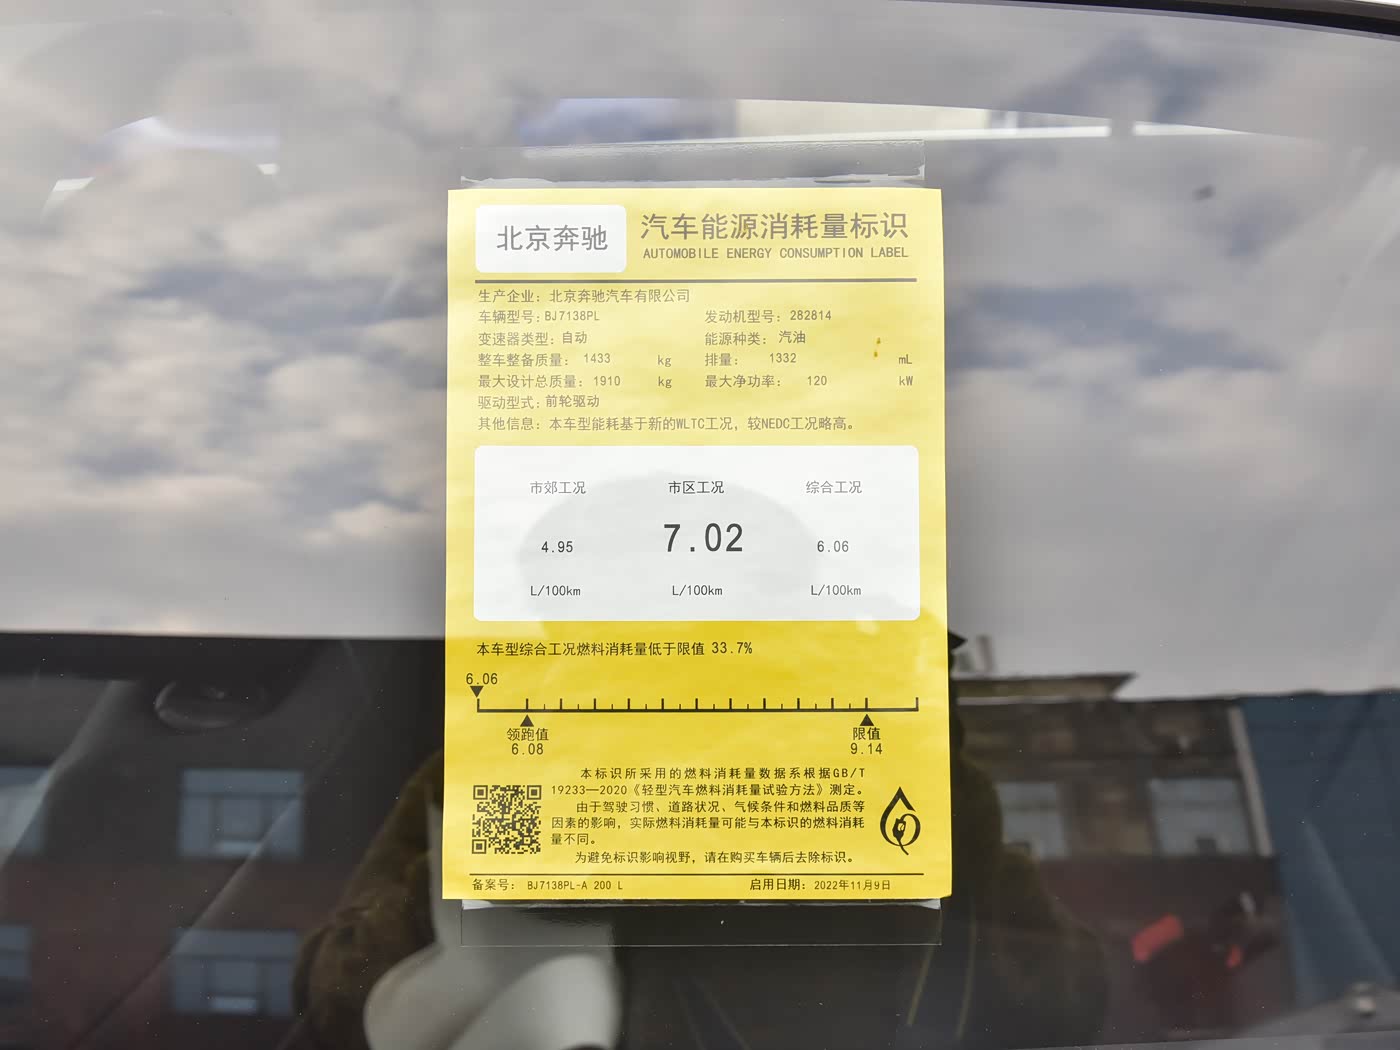 北京奔驰
汽车能源消耗量标识
AUTOMOBILE ENERGY CONSUMPTION LABEL
生产企业: 北京奔驰汽车有限公司
车辆型号: BJ7138PL 发动机型号: 282814
变速器类型: 自动 能源种类: 汽油
整车整备质量: 1433 kg 排量: 1332 mL
最大设计总质量: 1910 kg 最大净功率: 120 kW
驱动型式: 前轮驱动
其他信息: 本车型能耗基于新的WLTC工况, 较NEDC工况略高。
市郊工况 市区工况 综合工况
4.95 7.02 6.06
L/100km L/100km L/100km
本车型综合工况燃料消耗量低于限值 33.7%
6.06
领跑值 限值
6.08 9.14
本标识所采用的燃料消耗量数据系根据GB/T
19233—2020《轻型汽车燃料消耗量试验方法》测定。
由于驾驶习惯、道路状况、气候条件和燃料品质等
因素的影响, 实际燃料消耗量可能与本标识的燃料消耗
量不同。
为避免标识影响视野, 请在购买车辆后去除标识。
备案号: BJ7138PL-A 200 L 启用日期: 2022年11月9日